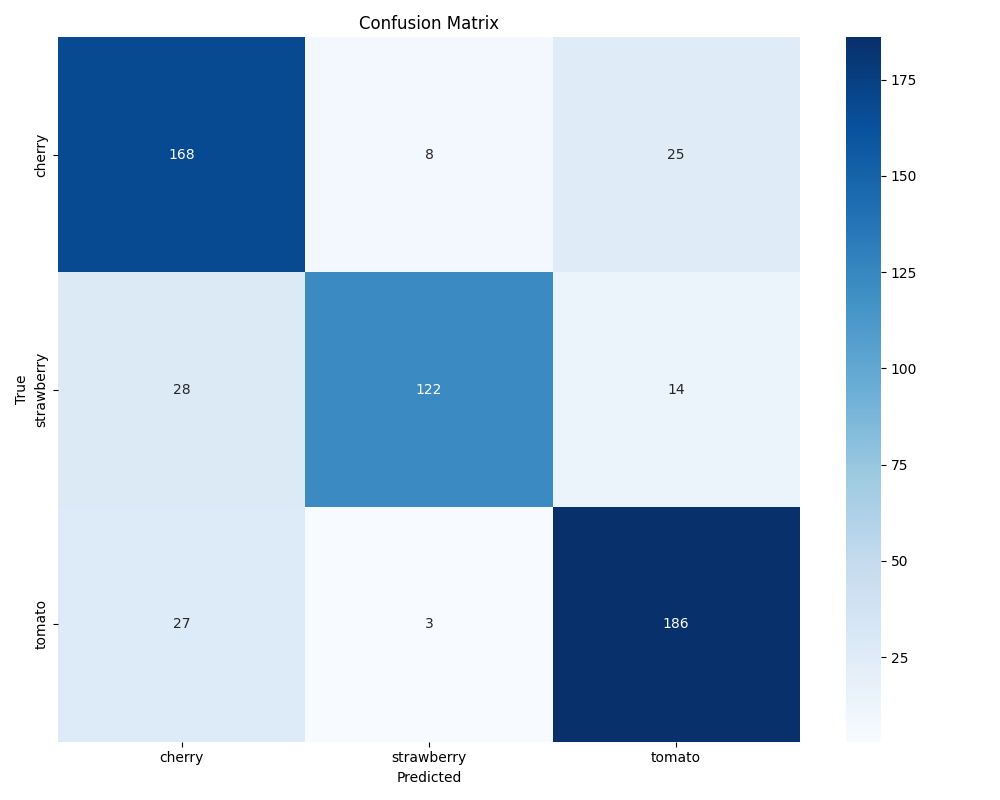 Confusion Matrix
cherry
168
8
25
strawberry
28
122
14
tomato
27
3
186
True
cherry
strawberry
tomato
Predicted
175
150
125
100
75
50
25